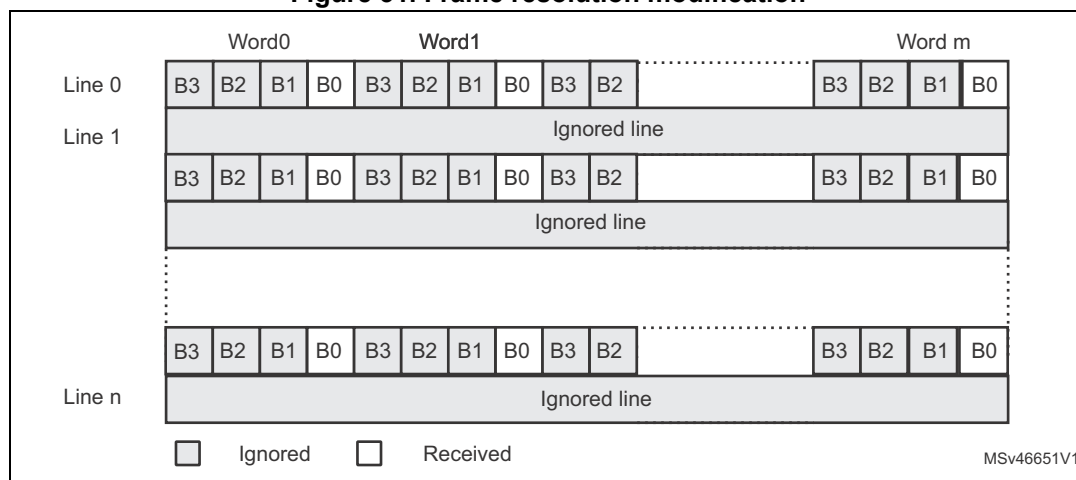 Figure 51. Frame resolution modification
Word0 Word1 Word m
Line 0 B3 B2 B1 B0 B3 B2 B1 B0 B3 B2 B3 B2 B1 B0
Line 1 Ignored line
B3 B2 B1 B0 B3 B2 B1 B0 B3 B2 B3 B2 B1 B0
Ignored line
B3 B2 B1 B0 B3 B2 B1 B0 B3 B2 B3 B2 B1 B0
Line n Ignored line
Ignored Received
MSv46651V1